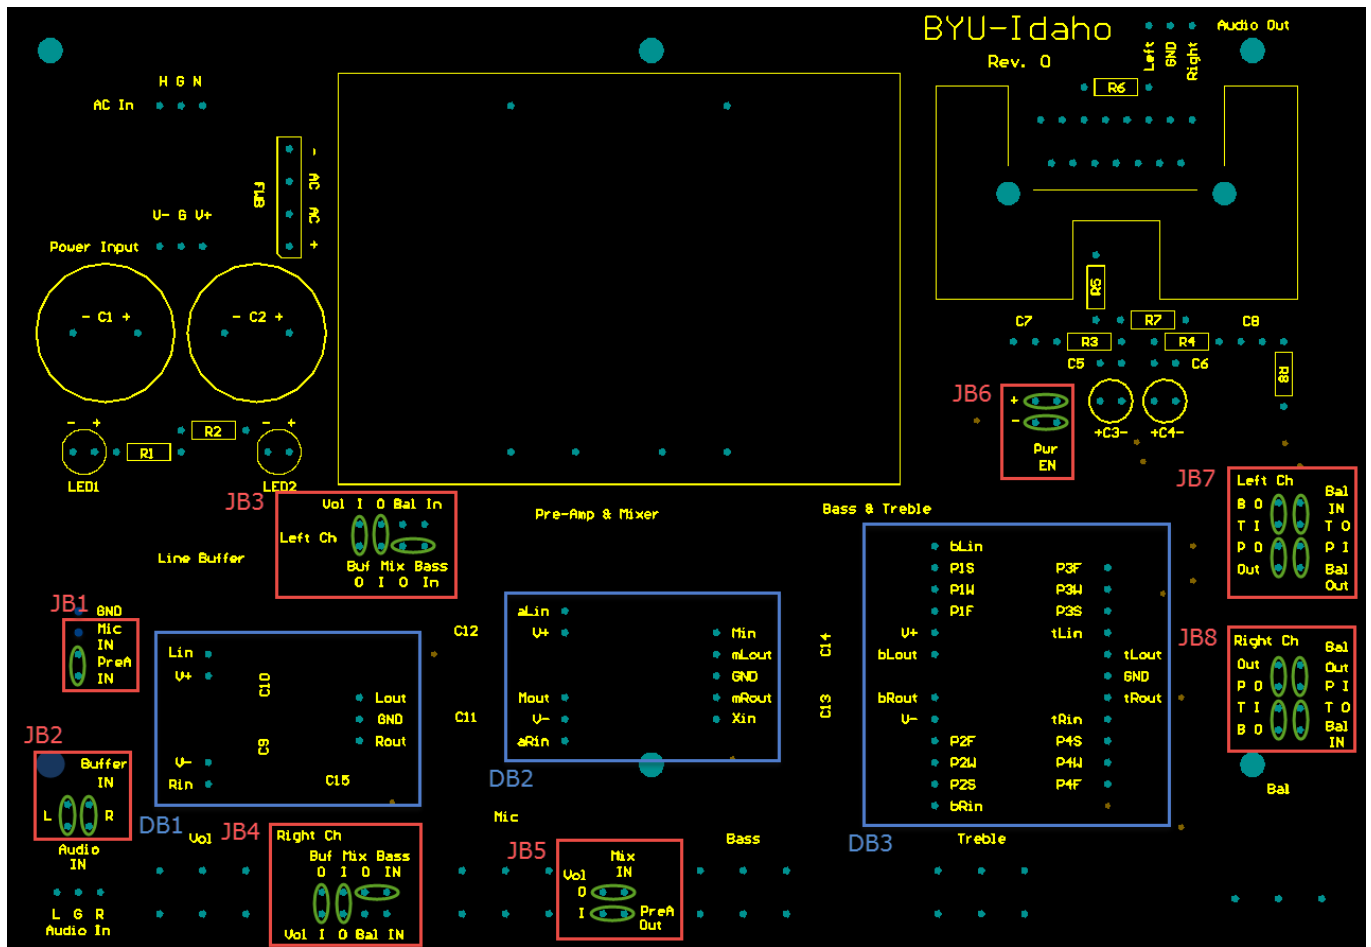 BYU-Idaho
Rev. 0
Audio Out
Left
GND
Right
R6
H G N
AC In
-
AC
AC
+
FWB
V- G V+
Power Input
- C1 +
- C2 +
R5
C7
R7
C8
R3
R4
C5
C6
R8
JB6
+
-
Pwr
EN
+C3-
+C4-
- +
R1
R2
- +
LED1
LED2
JB3
Vol I O Bal In
Left Ch
Buf Mix Bass
O I O In
Pre-Amp & Mixer
Bass & Treble
Line Buffer
JB7
Left Ch
B O
T I
P O
Out
Bal
IN
T O
P I
Bal
Out
JB1
GND
Mic
IN
PreA
IN
Lin
V+
C10
Lout
GND
Rout
C9
V-
Rin
C15
DB1
C12
C11
aLin
V+
Mout
V-
aRin
Min
mLout
GND
mRout
Xin
DB2
C14
C13
bLin
P1S
P1W
P1F
V+
bLout
bRout
V-
P2F
P2W
P2S
bRin
P3F
P3W
P3S
tLin
tLout
GND
tRout
tRin
P4S
P4W
P4F
DB3
JB8
Right Ch
Out
P O
T I
B O
Bal
Out
P I
T O
Bal
IN
Bal
JB2
Buffer
IN
L
R
Audio
IN
L G R
Audio In
Vol
JB4
Right Ch
Buf Mix Bass
O I O IN
Vol I O Bal IN
Mic
JB5
Mix
IN
Vol
O
I
PreA
Out
Bass
Treble